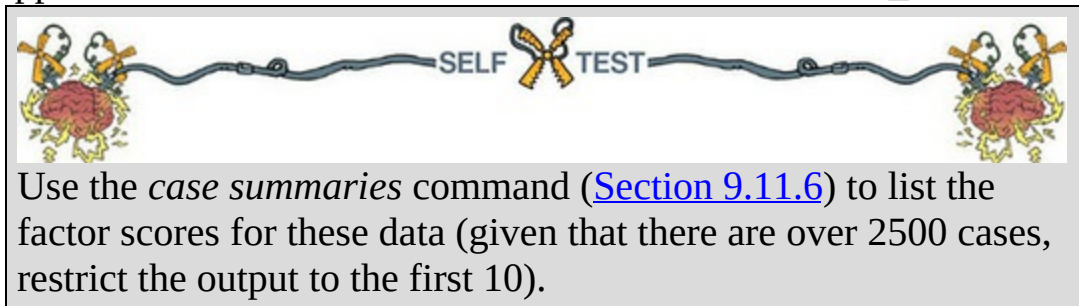 SELF TEST
Use the case summaries command (Section 9.11.6) to list the
factor scores for these data (given that there are over 2500 cases,
restrict the output to the first 10).